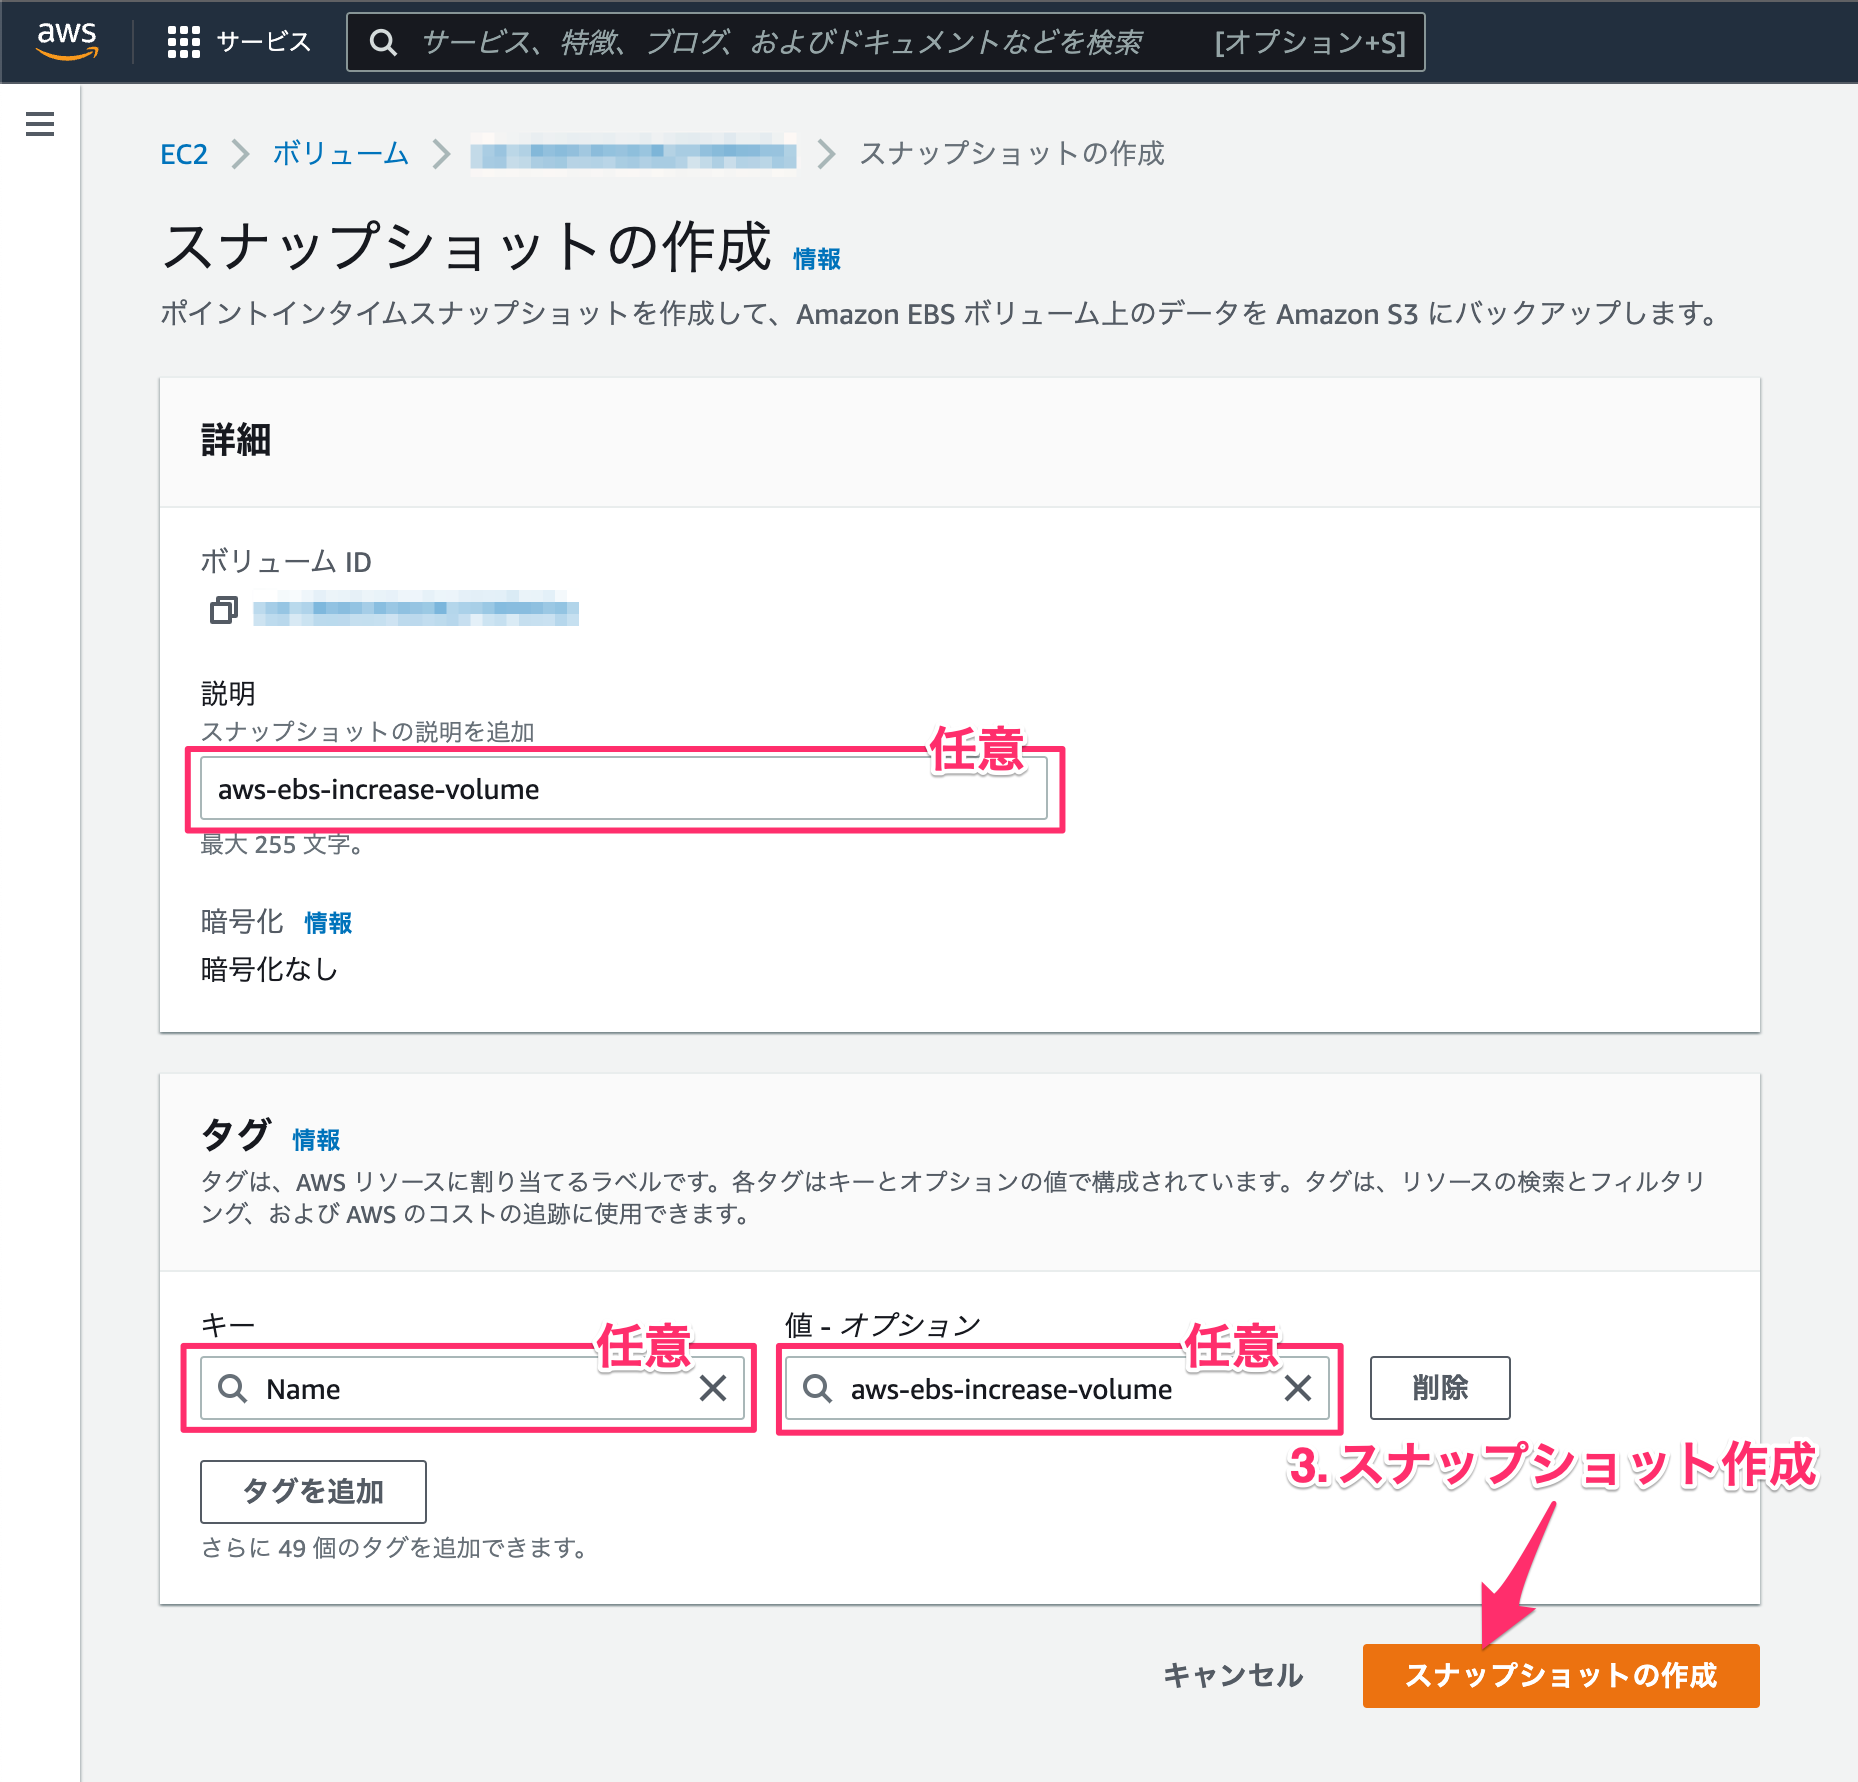 aws
サービス
サービス、特徴、ブログ、およびドキュメントなどを検索
[オプション+S]
EC2
ボリューム
スナップショットの作成
スナップショットの作成 情報
ポイントインタイムスナップショットを作成して、Amazon EBS ボリューム上のデータを Amazon S3 にバックアップします。
詳細
ボリューム ID
説明
スナップショットの説明を追加
任意
aws-ebs-increase-volume
最大 255 文字。
暗号化 情報
暗号化なし
タグ 情報
タグは、AWS リソースに割り当てるラベルです。各タグはキーとオプションの値で構成されています。タグは、リソースの検索とフィルタリ
ング、および AWS のコストの追跡に使用できます。
キー
任意
Name
値 - オプション
任意
aws-ebs-increase-volume
削除
タグを追加
さらに 49 個のタグを追加できます。
3. スナップショット作成
キャンセル
スナップショットの作成